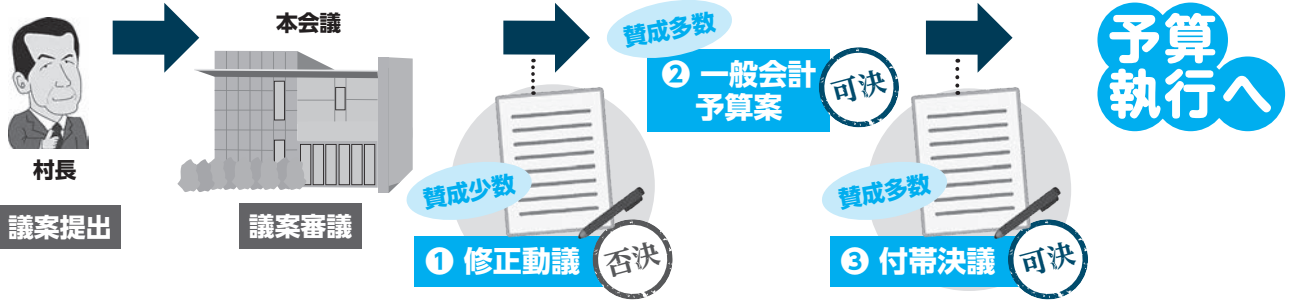 村長
議案提出
本会議
議案審議
賛成少数
❶ 修正動議
否決
賛成多数
❷ 一般会計
予算案
可決
賛成多数
❸ 付帯決議
可決
予算
執行へ